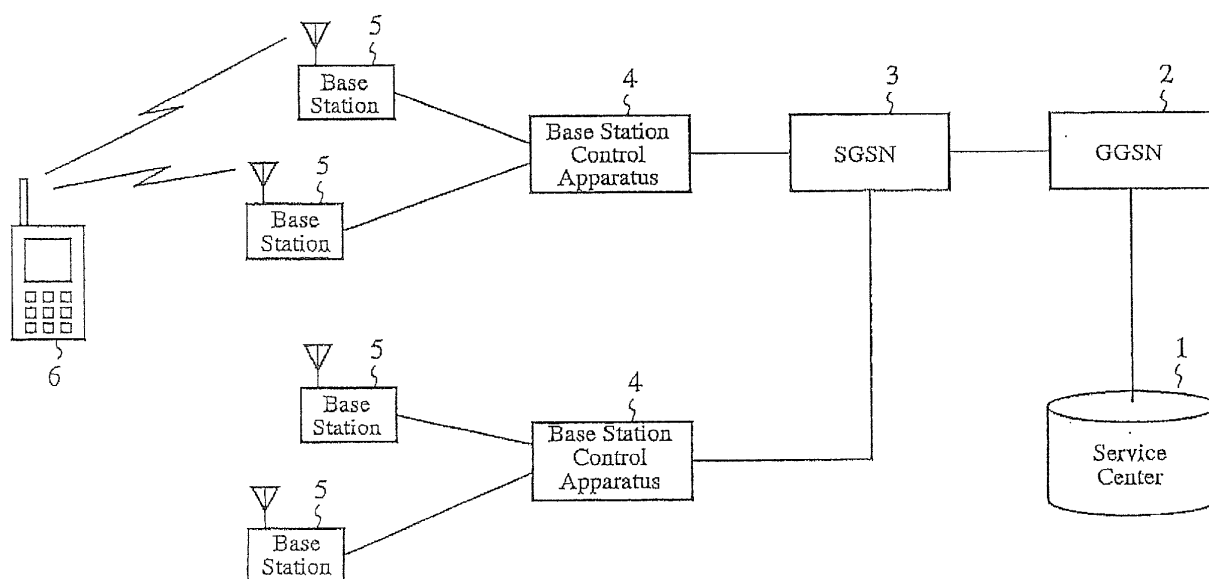 5
Base
Station
4
3
2
Base Station
Control
Apparatus
SGSN
GGSN
5
Base
Station
6
5
Base
Station
4
1
Base Station
Control
Apparatus
Service
Center
5
Base
Station